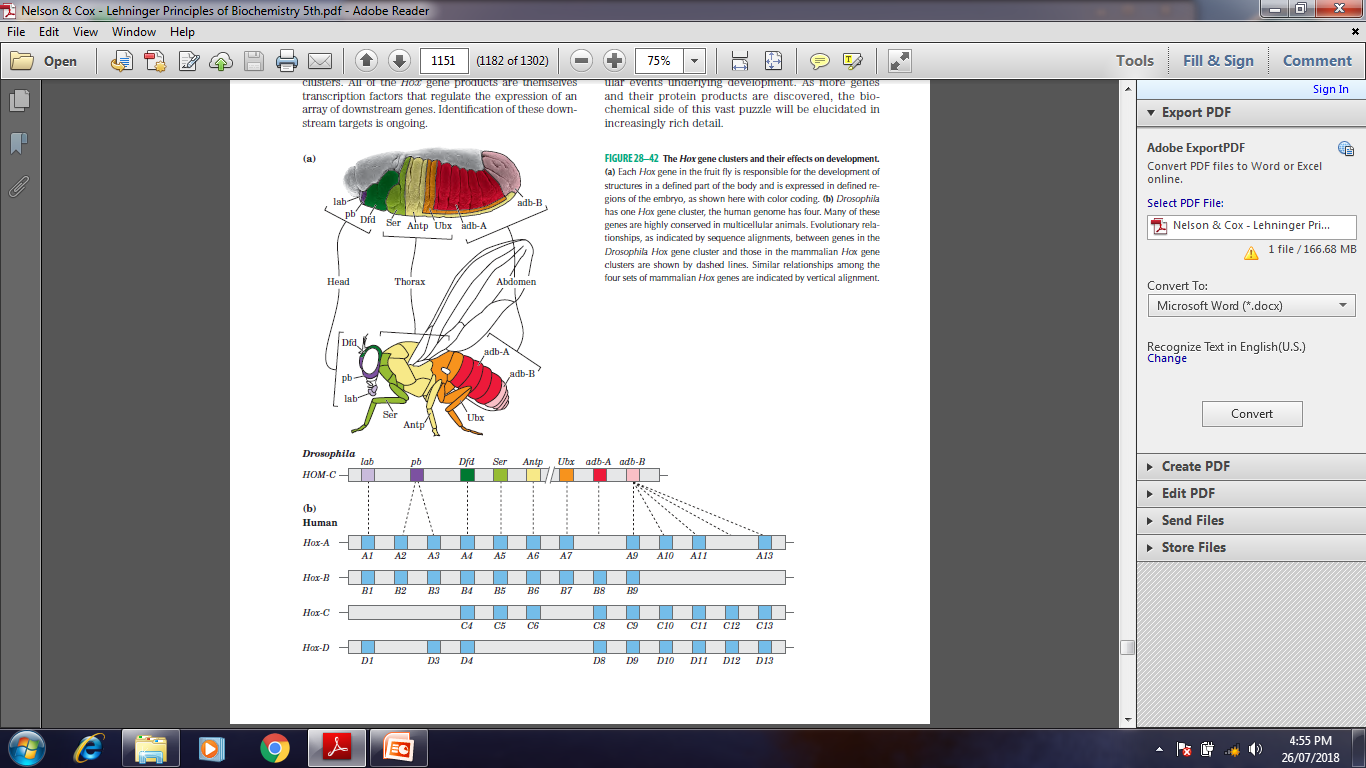 Nelson & Cox - Lehninger Principles of Biochemistry 5th.pdf - Adobe Reader
File Edit View Window Help
Open 1151 (1182 of 1302) 75% Tools Fill & Sign Comment
clusters. All of the Hox gene products are themselves
transcription factors that regulate the expression of an
array of downstream genes. Identification of these down-
stream targets is ongoing.
ular events underlying development. As more genes
and their protein products are discovered, the bio-
chemical side of this vast puzzle will be elucidated in
increasingly rich detail.
(a)
lab
pb
Dfd
Ser
Antp
Ubx
adb-A
adb-B
Head
Thorax
Abdomen
Dfd
pb
lab
Ser
Antp
Ubx
adb-A
adb-B
FIGURE 28–42 The Hox gene clusters and their effects on development.
(a) Each Hox gene in the fruit fly is responsible for the development of
structures in a defined part of the body and is expressed in defined re-
gions of the embryo, as shown here with color coding. (b) Drosophila
has one Hox gene cluster, the human genome has four. Many of these
genes are highly conserved in multicellular animals. Evolutionary rela-
tionships, as indicated by sequence alignments, between genes in the
Drosophila Hox gene cluster and those in the mammalian Hox gene
clusters are shown by dashed lines. Similar relationships among the
four sets of mammalian Hox genes are indicated by vertical alignment.
Drosophila
lab pb Dfd Ser Antp Ubx adb-A adb-B
HOM-C
(b)
Human
Hox-A
A1 A2 A3 A4 A5 A6 A7 A9 A10 A11 A13
Hox-B
B1 B2 B3 B4 B5 B6 B7 B8 B9
Hox-C
C4 C5 C6 C8 C9 C10 C11 C12 C13
Hox-D
D1 D3 D4 D8 D9 D10 D11 D12 D13
Sign In
Export PDF
Adobe ExportPDF
Convert PDF files to Word or Excel
online.
Select PDF File:
Nelson & Cox - Lehninger Pri...
1 file / 166.68 MB
Convert To:
Microsoft Word (*.docx)
Recognize Text in English(U.S.)
Change
Convert
Create PDF
Edit PDF
Send Files
Store Files
4:55 PM
26/07/2018